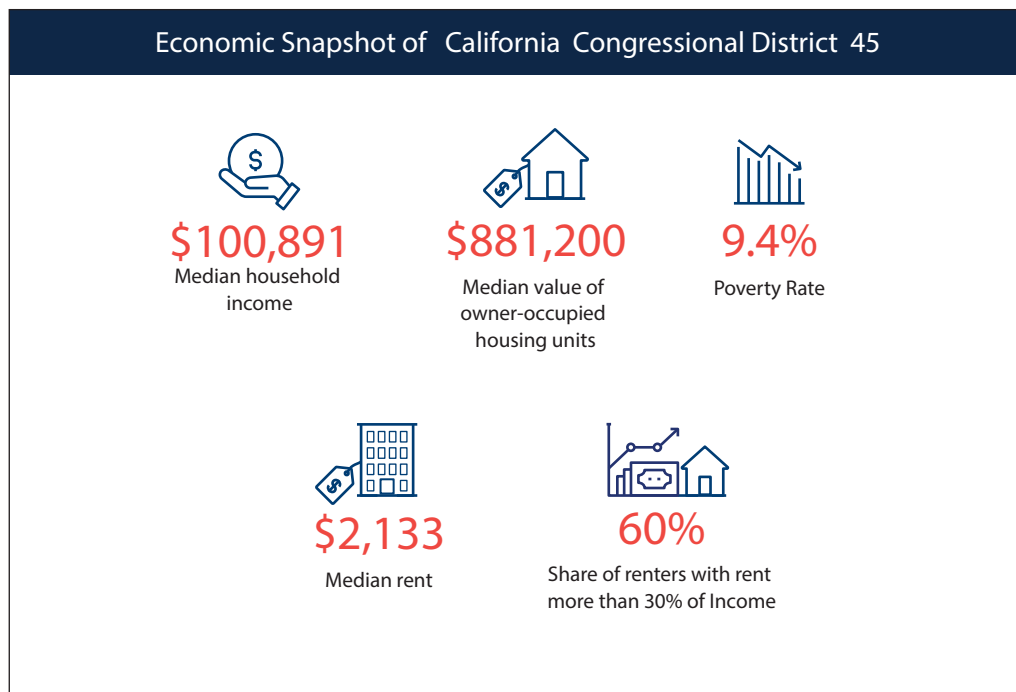 Economic Snapshot of California Congressional District 45
$
$
$100,891
Median household
income
$881,200
Median value of
owner-occupied
housing units
9.4%
Poverty Rate
$
$2,133
Median rent
60%
Share of renters with rent
more than 30% of Income